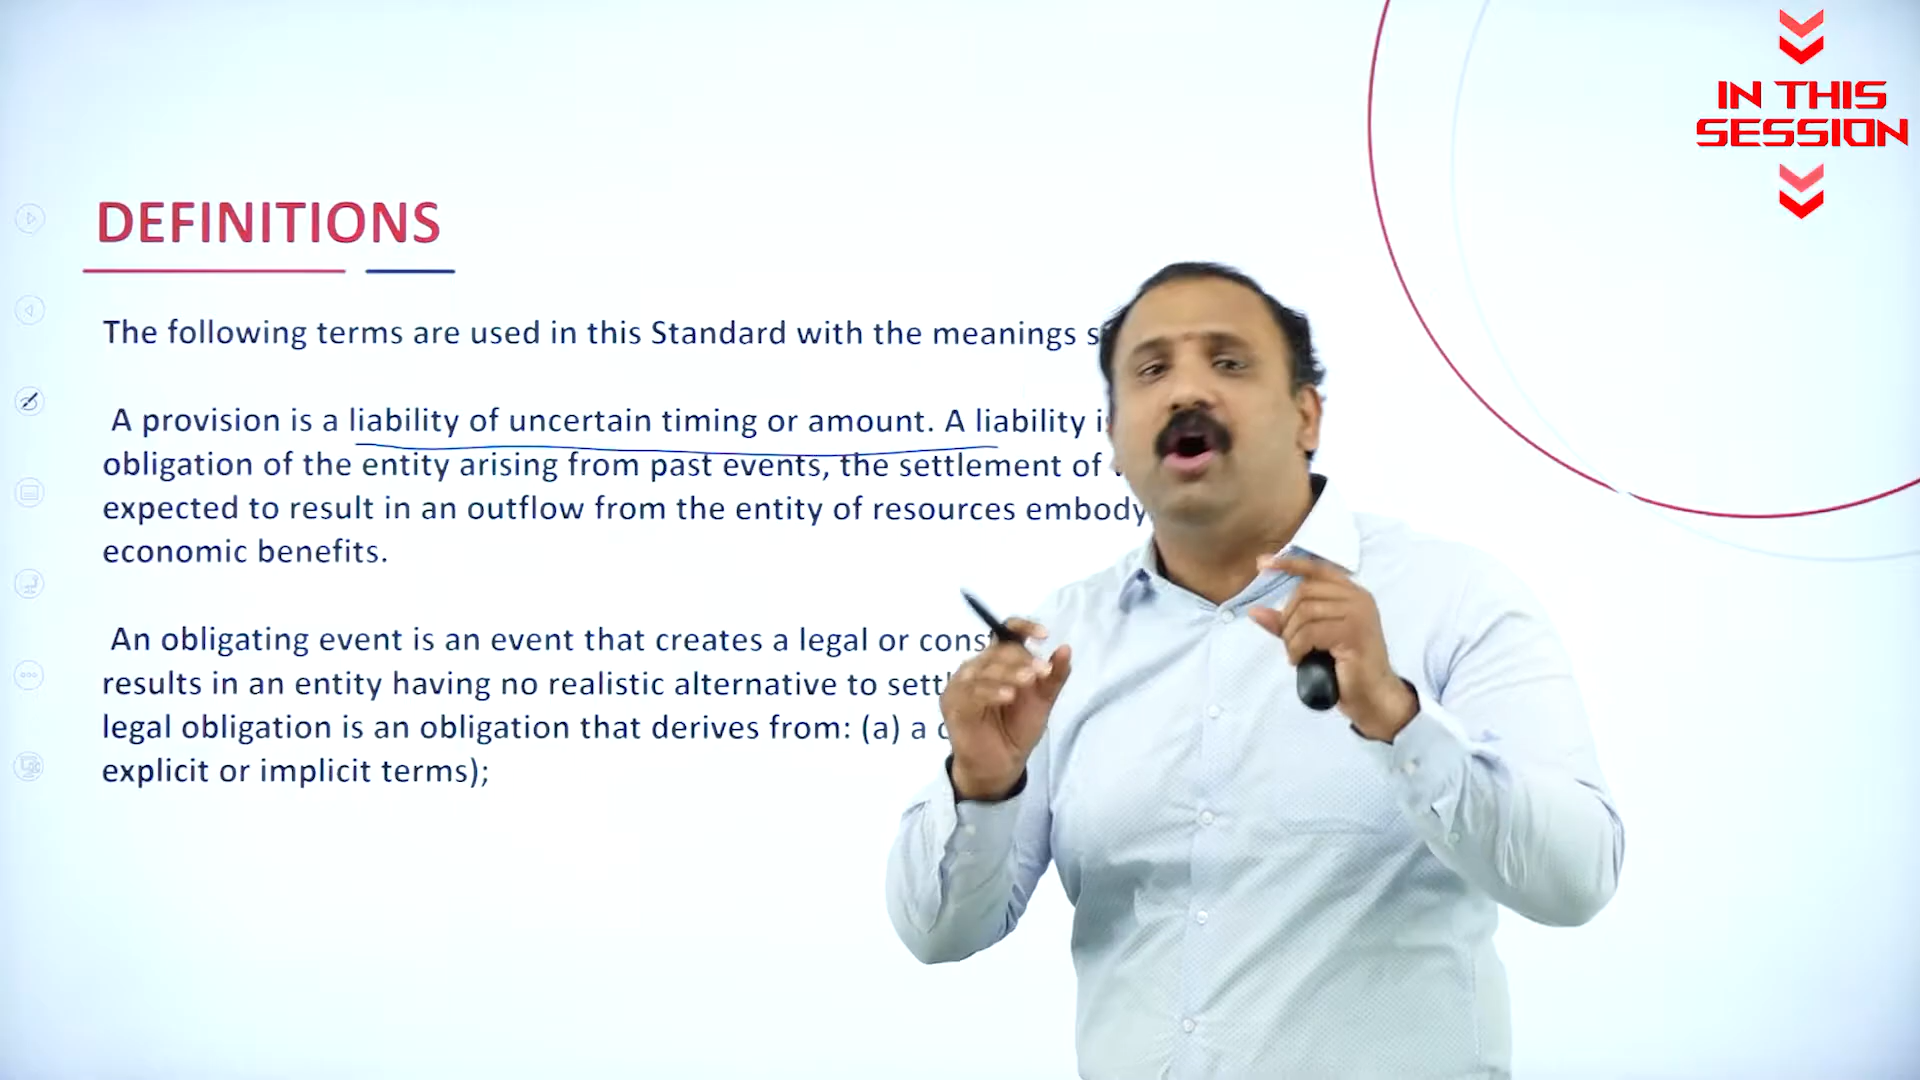 IN THIS
SESSION
DEFINITIONS
The following terms are used in this Standard with the meanings
A provision is a liability of uncertain timing or amount. A liability
obligation of the entity arising from past events, the settlement of
expected to result in an outflow from the entity of resources
economic benefits.
An obligating event is an event that creates a legal or
results in an entity having no realistic alternative to
legal obligation is an obligation that derives from: (a) a
explicit or implicit terms);